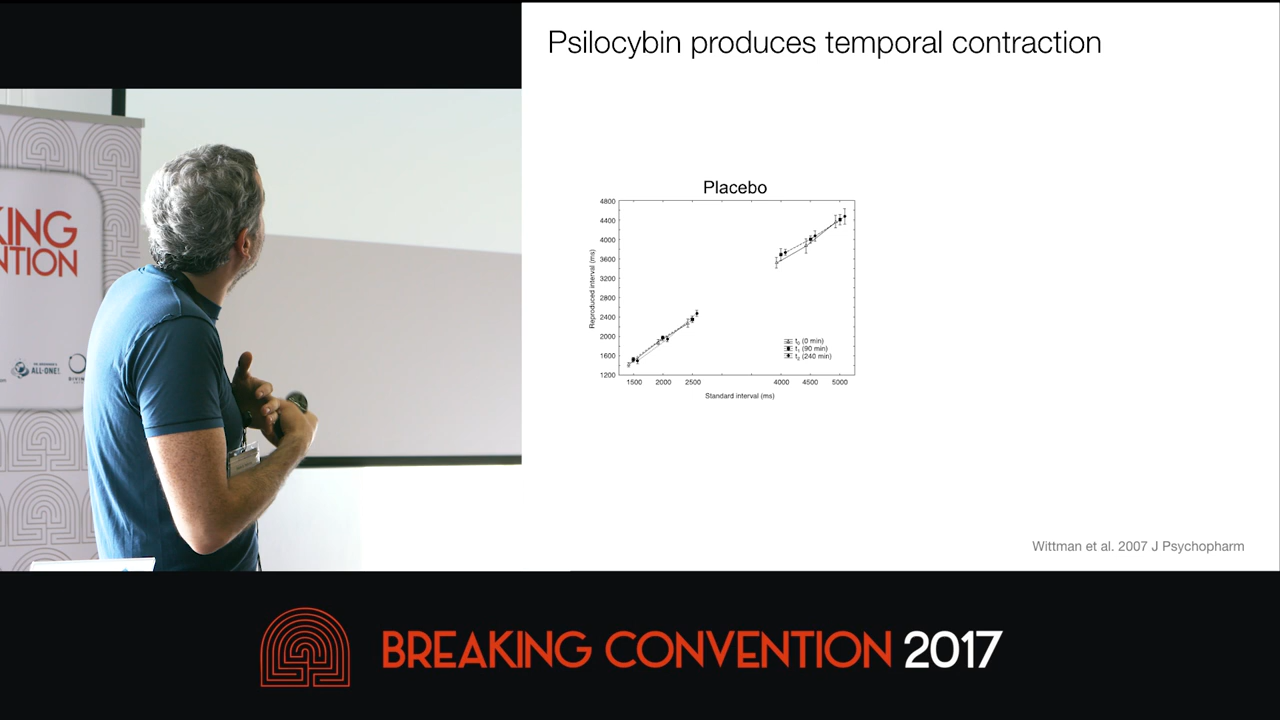 Psilocybin produces temporal contraction
KING
NTION
ALL-ONE!
Placebo
4800
4400
4000
3600
3200
2800
2400
2000
1600
1200
Reproduced interval (ms)
t0 (0 min)
t1 (90 min)
t2 (240 min)
1500 2000 2500 4000 4500 5000
Standard interval (ms)
Wittman et al. 2007 J Psychopharm
BREAKING CONVENTION 2017